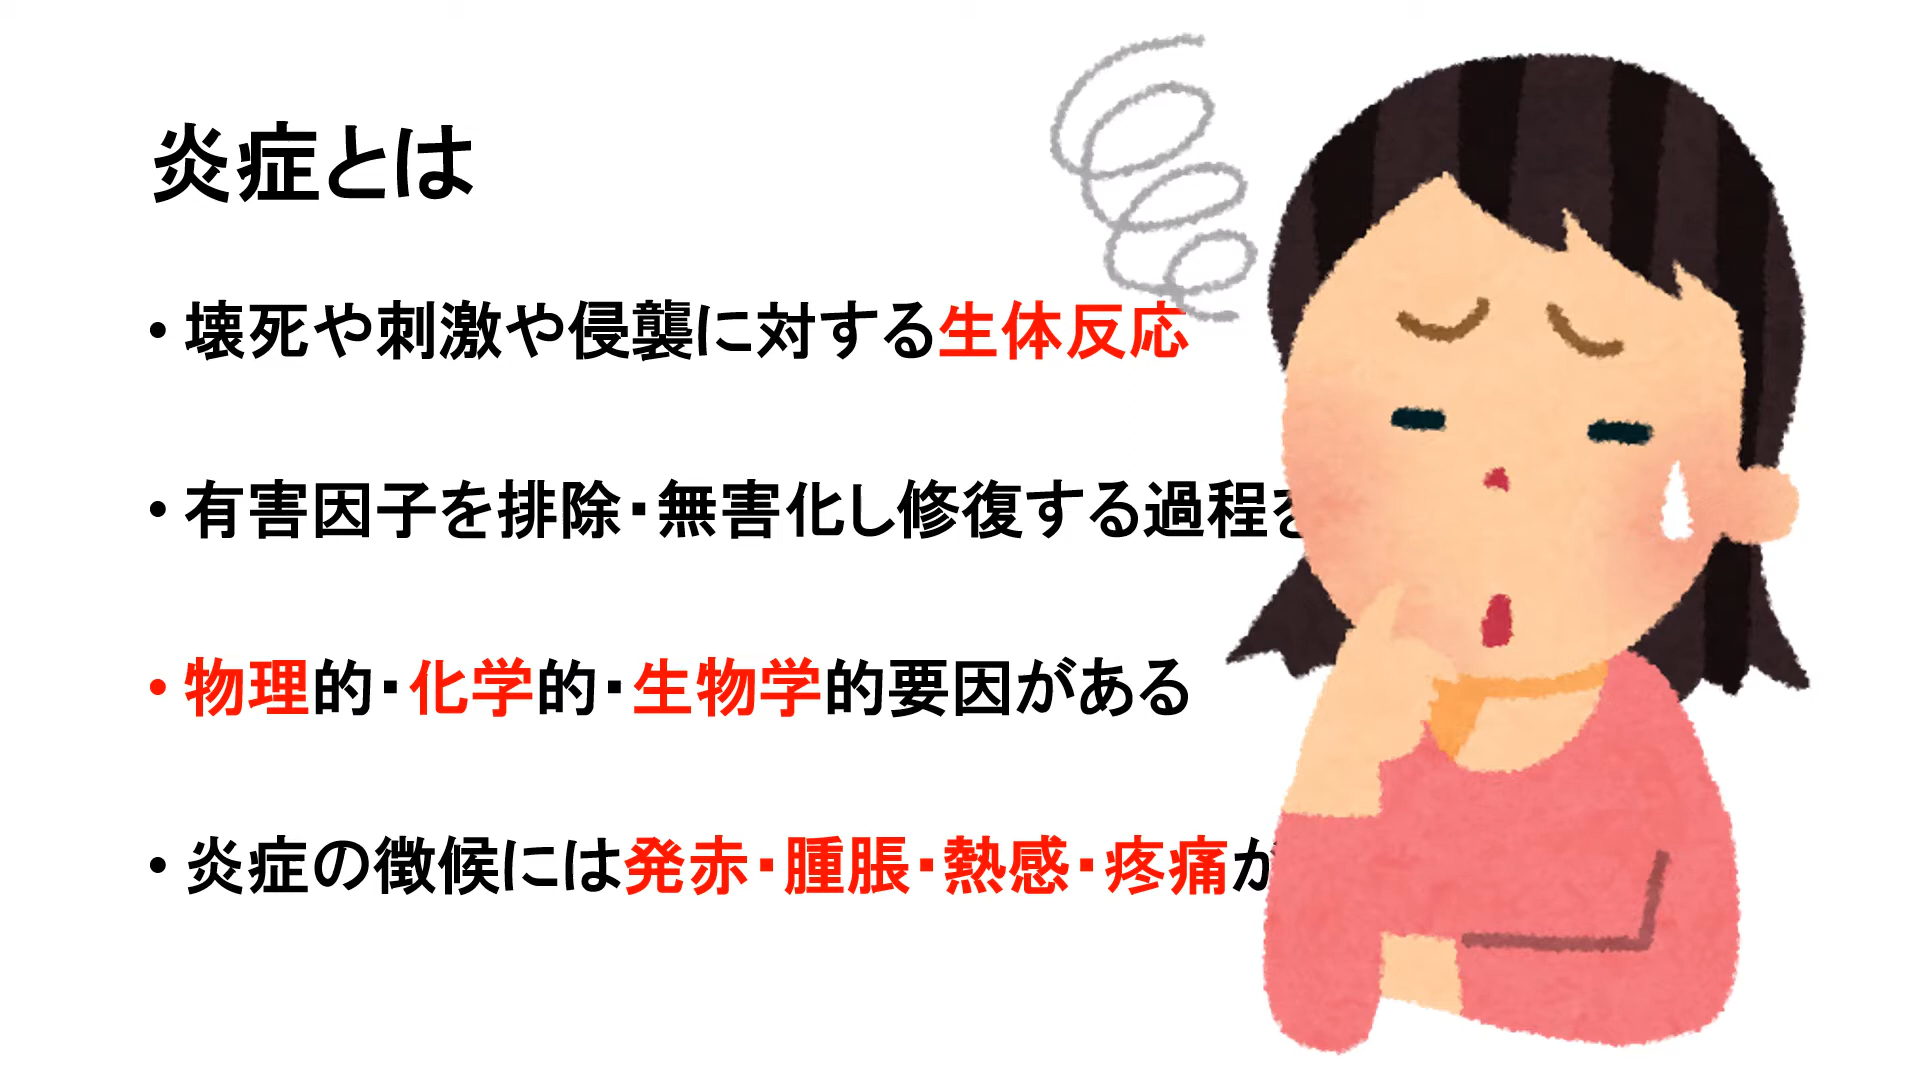 炎症とは
• 壊死や刺激や侵襲に対する生体反応
• 有害因子を排除・無害化し修復する過程を
• 物理的・化学的・生物学的要因がある
• 炎症の徴候には発赤・腫脹・熱感・疼痛が